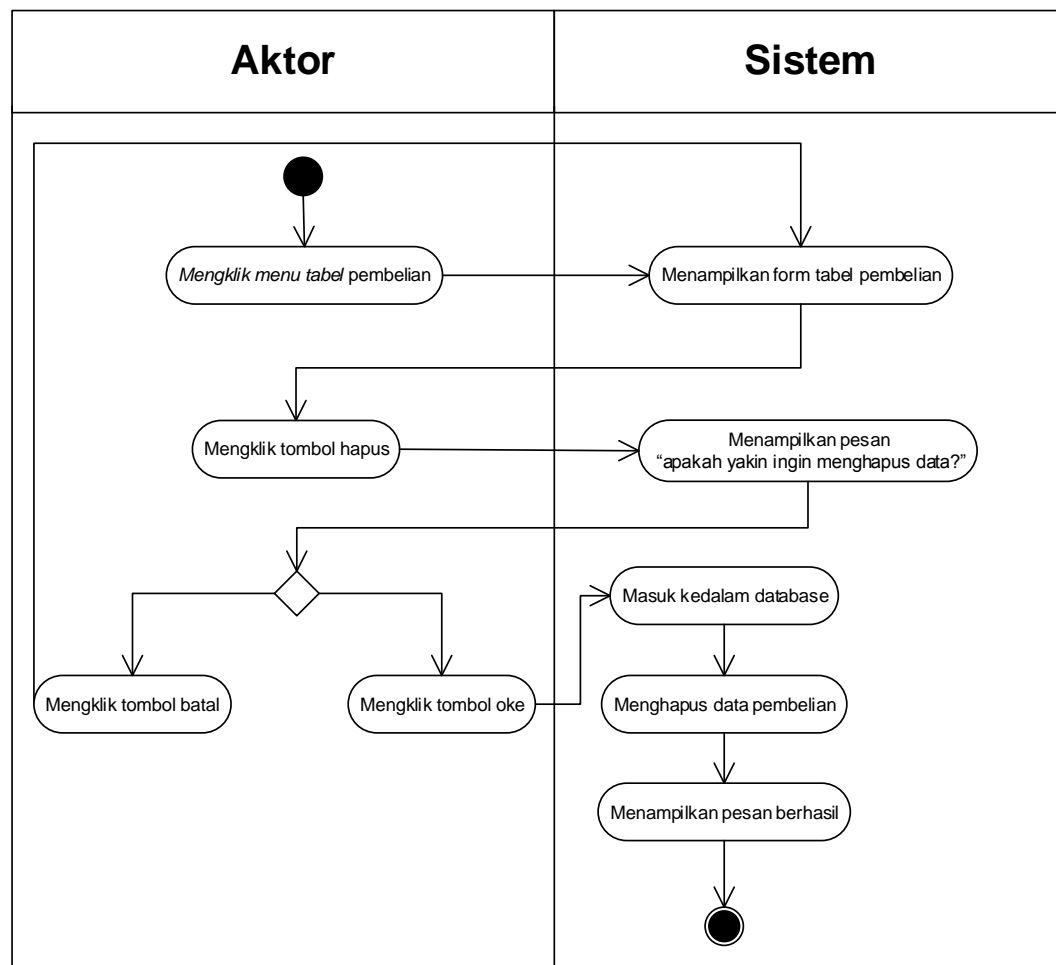 Aktor
Sistem
Mengklik menu tabel pembelian
Menampilkan form tabel pembelian
Mengklik tombol hapus
Menampilkan pesan
“apakah yakin ingin menghapus data?”
Masuk kedalam database
Mengklik tombol batal
Mengklik tombol oke
Menghapus data pembelian
Menampilkan pesan berhasil